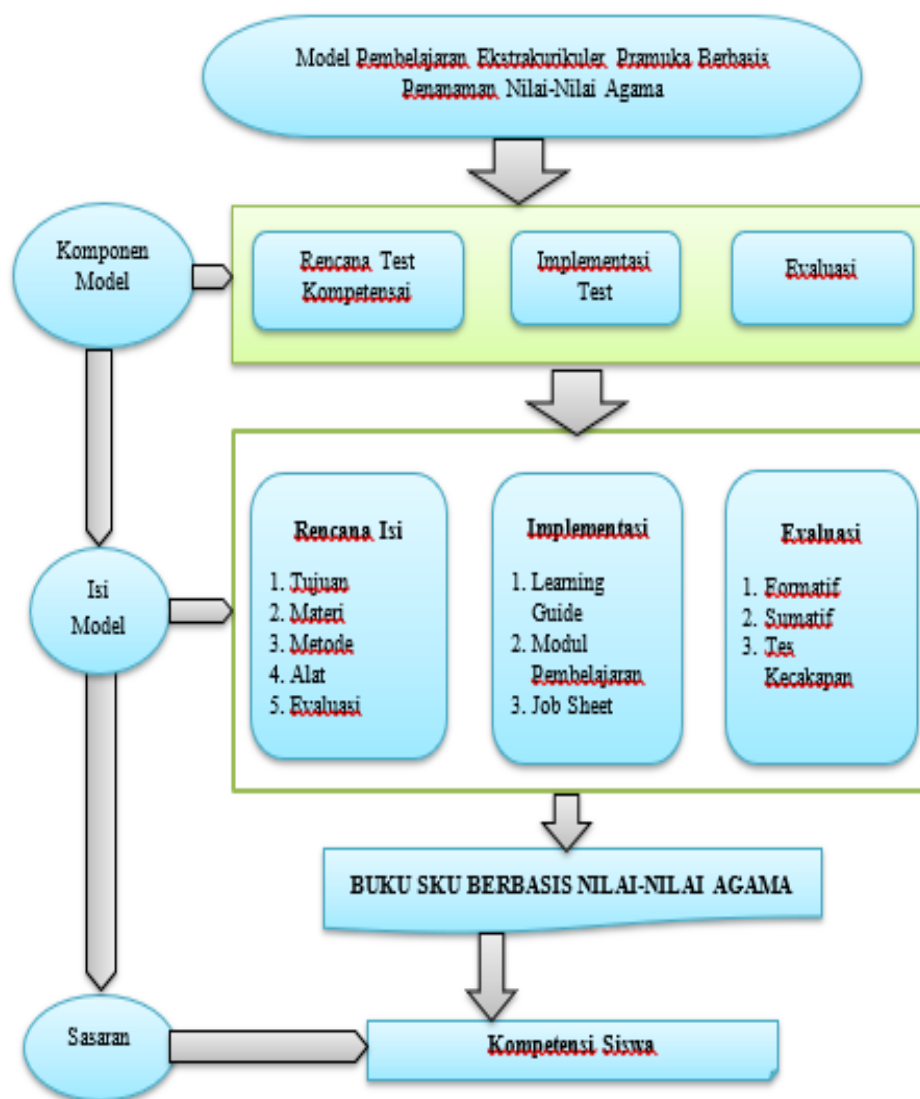 Model Pembelajaran Ekstrakurikuler Pramuka Berbasis
Penanaman Nilai-Nilai Agama
Komponen
Model
Rencana Test
Kompetensai
Implementasi
Test
Evaluasi
Isi
Model
Rencana Isi
1. Tujuan
2. Materi
3. Metode
4. Alat
5. Evaluasi
Implementasi
1. Learning
Guide
2. Modul
Pembelajaran
3. Job Sheet
Evaluasi
1. Formatif
2. Sumatif
3. Tes
Kecakapan
BUKU SKU BERBASIS NILAI-NILAI AGAMA
Sasaran
Kompetensi Siswa